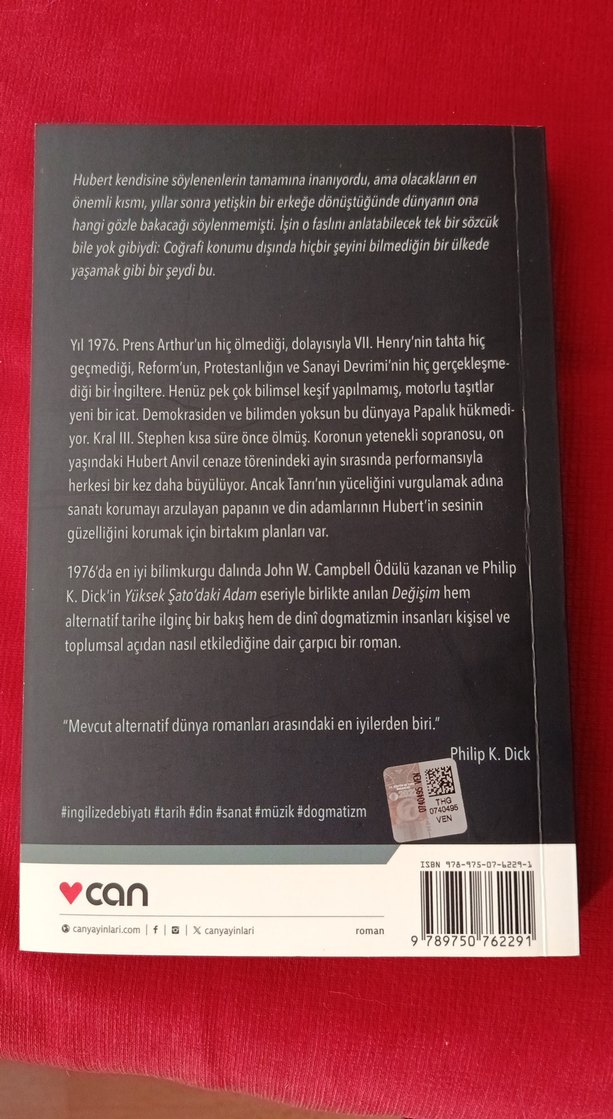 Hubert kendisine söylenenlerin tamamına inanıyordu, ama olacakların en
önemli kısmı, yıllar sonra yetişkin bir erkeğe dönüştüğünde dünyanın ona
hangi gözle bakacağı söylenmemişti. İşin o faslını anlatabilecek tek bir sözcük
bile yok gibiydi: Coğrafi konumu dışında hiçbir şeyini bilmediğin bir ülkede
yaşamak gibi bir şeydi bu.
Yıl 1976. Prens Arthur'un hiç ölmediği, dolayısıyla VII. Henry'nin tahta hiç
geçmediği, Reform'un, Protestanlığın ve Sanayi Devrimi'nin hiç gerçekleşme-
diği bir İngiltere. Henüz pek çok bilimsel keşif yapılmamış, motorlu taşıtlar
yeni bir icat. Demokrasiden ve bilimden yoksun bu dünyaya Papalık hükmedi-
yor. Kral III. Stephen kısa süre önce ölmüş. Koronun yetenekli sopranosu, on
yaşındaki Hubert Anvil cenaze törenindeki ayin sırasında performansıyla
herkesi bir kez daha büyülüyor. Ancak Tanrı'nın yüceliğini vurgulamak adına
sanatı korumayı arzulayan papanın ve din adamlarının Hubert'in sesinin
güzelliğini korumak için birtakım planları var.
1976'da en iyi bilimkurgu dalında John W. Campbell Ödülü kazanan ve Philip
K. Dick'in Yüksek Şato'daki Adam eseriyle birlikte anılan Değişim hem
alternatif tarihe ilginç bir bakış hem de dinî dogmatizmin insanları kişisel ve
toplumsal açıdan nasıl etkilediğine dair çarpıcı bir roman.
"Mevcut alternatif dünya romanları arasındaki en iyilerden biri."
Philip K. Dick
THG
0740495
VEN
#ingilizedebiyatı #tarih #din #sanat #müzik #dogmatizm
can
canyayinlari.com | f | | X canyayinlari
roman
ISBN 978-975-07-6229-1
9 789750 762291